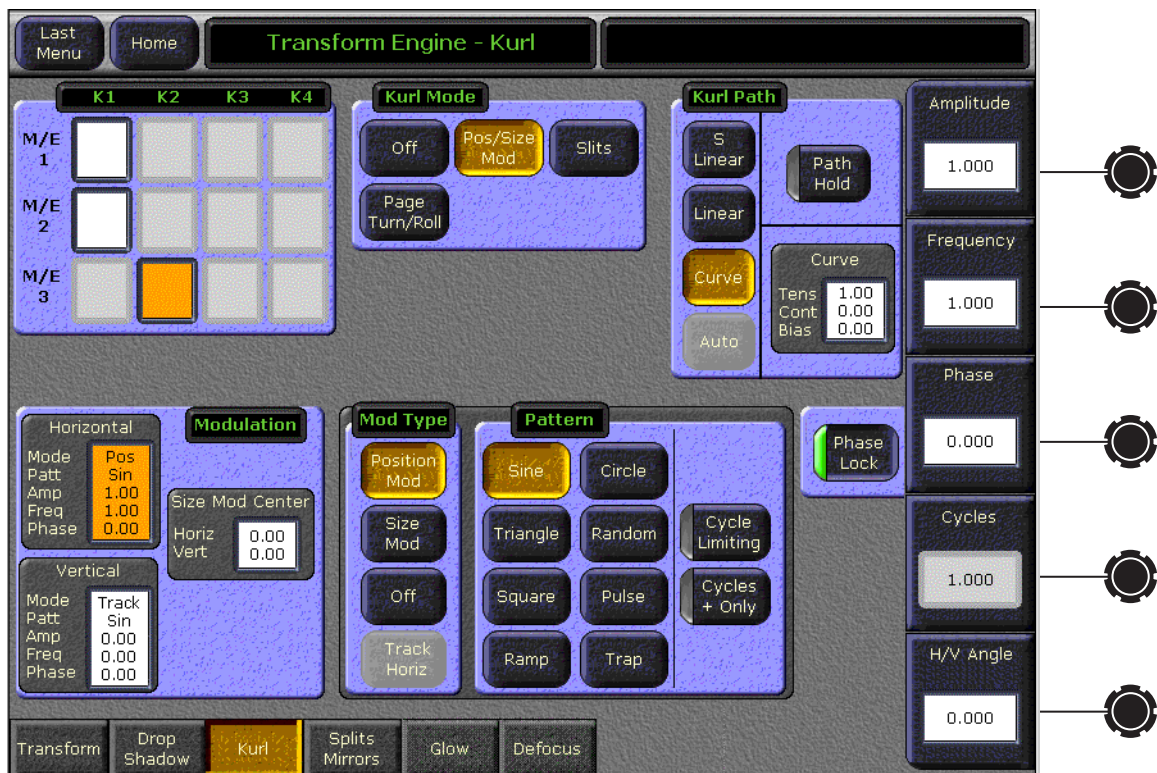 Last
Menu
Home
Transform Engine - Kurl
K1 K2 K3 K4
M/E
1
M/E
2
M/E
3
Kurl Mode
Off
Pos/Size
Mod
Slits
Page
Turn/Roll
Kurl Path
S
Linear
Linear
Curve
Auto
Path
Hold
Curve
Tens 1.00
Cont 0.00
Bias 0.00
Amplitude
1.000
Frequency
1.000
Phase
0.000
Cycles
1.000
H/V Angle
0.000
Modulation
Horizontal
Mode Pos
Patt Sin
Amp 1.00
Freq 1.00
Phase 0.00
Size Mod Center
Horiz 0.00
Vert 0.00
Vertical
Mode Track
Patt Sin
Amp 0.00
Freq 0.00
Phase 0.00
Mod Type
Position
Mod
Size
Mod
Off
Track
Horiz
Pattern
Sine
Circle
Triangle
Random
Square
Pulse
Ramp
Trap
Cycle
Limiting
Cycles
+ Only
Phase
Lock
Transform
Drop
Shadow
Kurl
Splits
Mirrors
Glow
Defocus